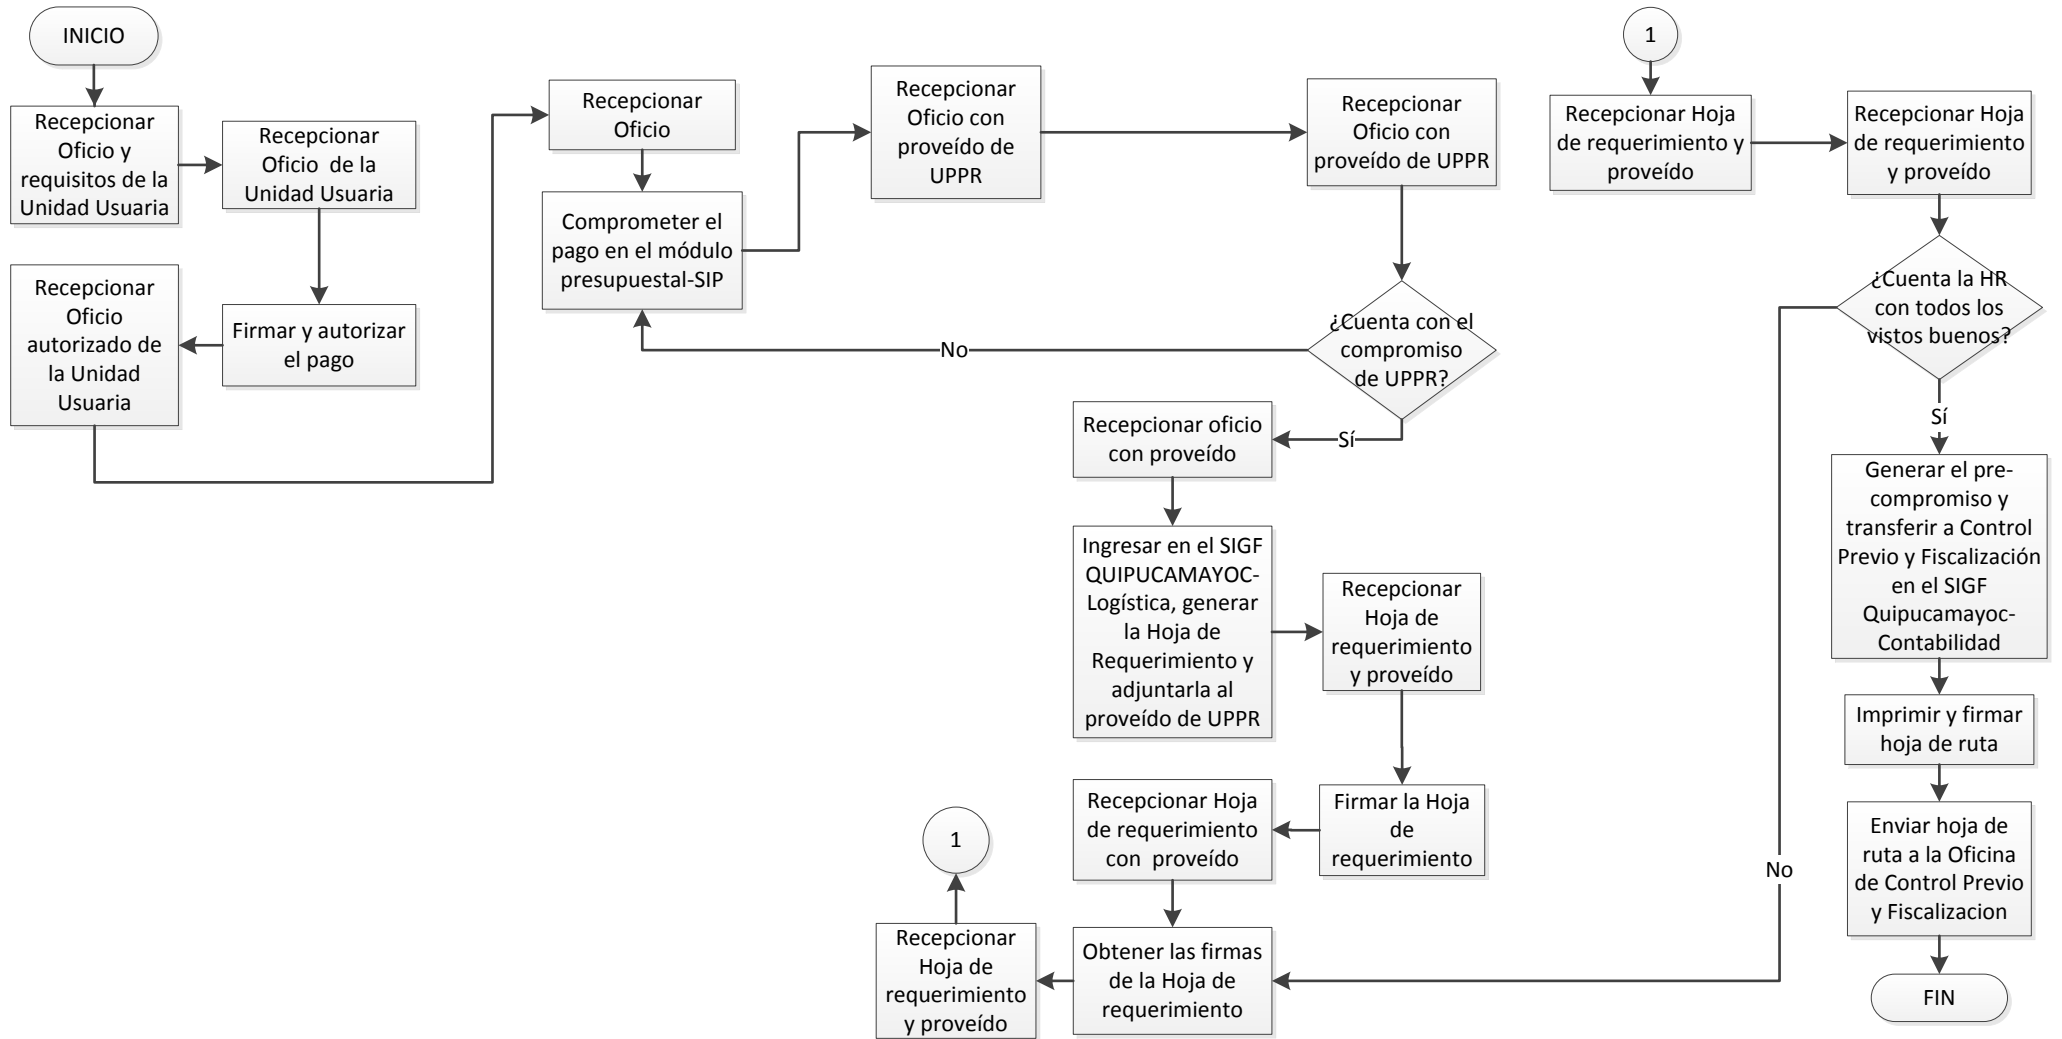 INICIO
Recepcionar
Oficio y
requisitos de la
Unidad Usuaria
Recepcionar
Oficio de la
Unidad Usuaria
Firmar y autorizar
el pago
Recepcionar
Oficio
autorizado de
la Unidad
Usuaria
Recepcionar
Oficio
Comprometer el
pago en el módulo
presupuestal-SIP
Recepcionar
Oficio con
proveído de
UPPR
Recepcionar
Oficio con
proveído de UPPR
¿Cuenta con el
compromiso
de UPPR?
No
Sí
Recepcionar oficio
con proveído
Ingresar en el SIGF
QUIPUCAMAYOC-
Logística, generar
la Hoja de
Requerimiento y
adjuntarla al
proveído de UPPR
Recepcionar
Hoja de
requerimiento
y proveído
Firmar la Hoja
de
requerimiento
Recepcionar Hoja
de requerimiento
con proveído
Obtener las firmas
de la Hoja de
requerimiento
Recepcionar
Hoja de
requerimiento
y proveído
1
1
Recepcionar Hoja
de requerimiento y
proveído
Recepcionar Hoja
de requerimiento
y proveído
¿Cuenta la HR
con todos los
vistos buenos?
No
Sí
Generar el pre-
compromiso y
transferir a Control
Previo y Fiscalización
en el SIGF
Quipucamayoc-
Contabilidad
Imprimir y firmar
hoja de ruta
Enviar hoja de
ruta a la Oficina
de Control Previo
y Fiscalizacion
FIN